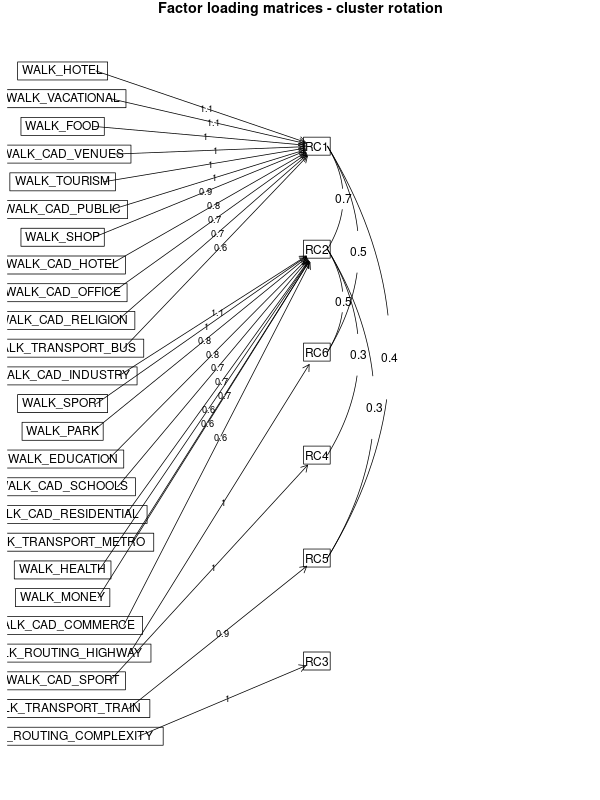 Factor loading matrices - cluster rotation
WALK_HOTEL
WALK_VACATIONAL
WALK_FOOD
WALK_CAD_VENUES
WALK_TOURISM
WALK_CAD_PUBLIC
WALK_SHOP
WALK_CAD_HOTEL
WALK_CAD_OFFICE
WALK_CAD_RELIGION
ALK_TRANSPORT_BUS
WALK_CAD_INDUSTRY
WALK_SPORT
WALK_PARK
WALK_EDUCATION
WALK_CAD_SCHOOLS
LK_CAD_RESIDENTIAL
K_TRANSPORT_METRO
WALK_HEALTH
WALK_MONEY
ALK_CAD_COMMERCE
LK_ROUTING_HIGHWAY
WALK_CAD_SPORT
LK_TRANSPORT_TRAIN
_ROUTING_COMPLEXITY
1.1
1.1
1
1
1
1
0.9
0.8
0.7
0.7
0.6
1.1
1
0.8
0.8
0.7
0.7
0.7
0.6
0.6
0.6
1
1
0.9
1
RC1
RC2
RC6
RC4
RC5
RC3
0.7
0.5
0.5
0.3
0.4
0.3